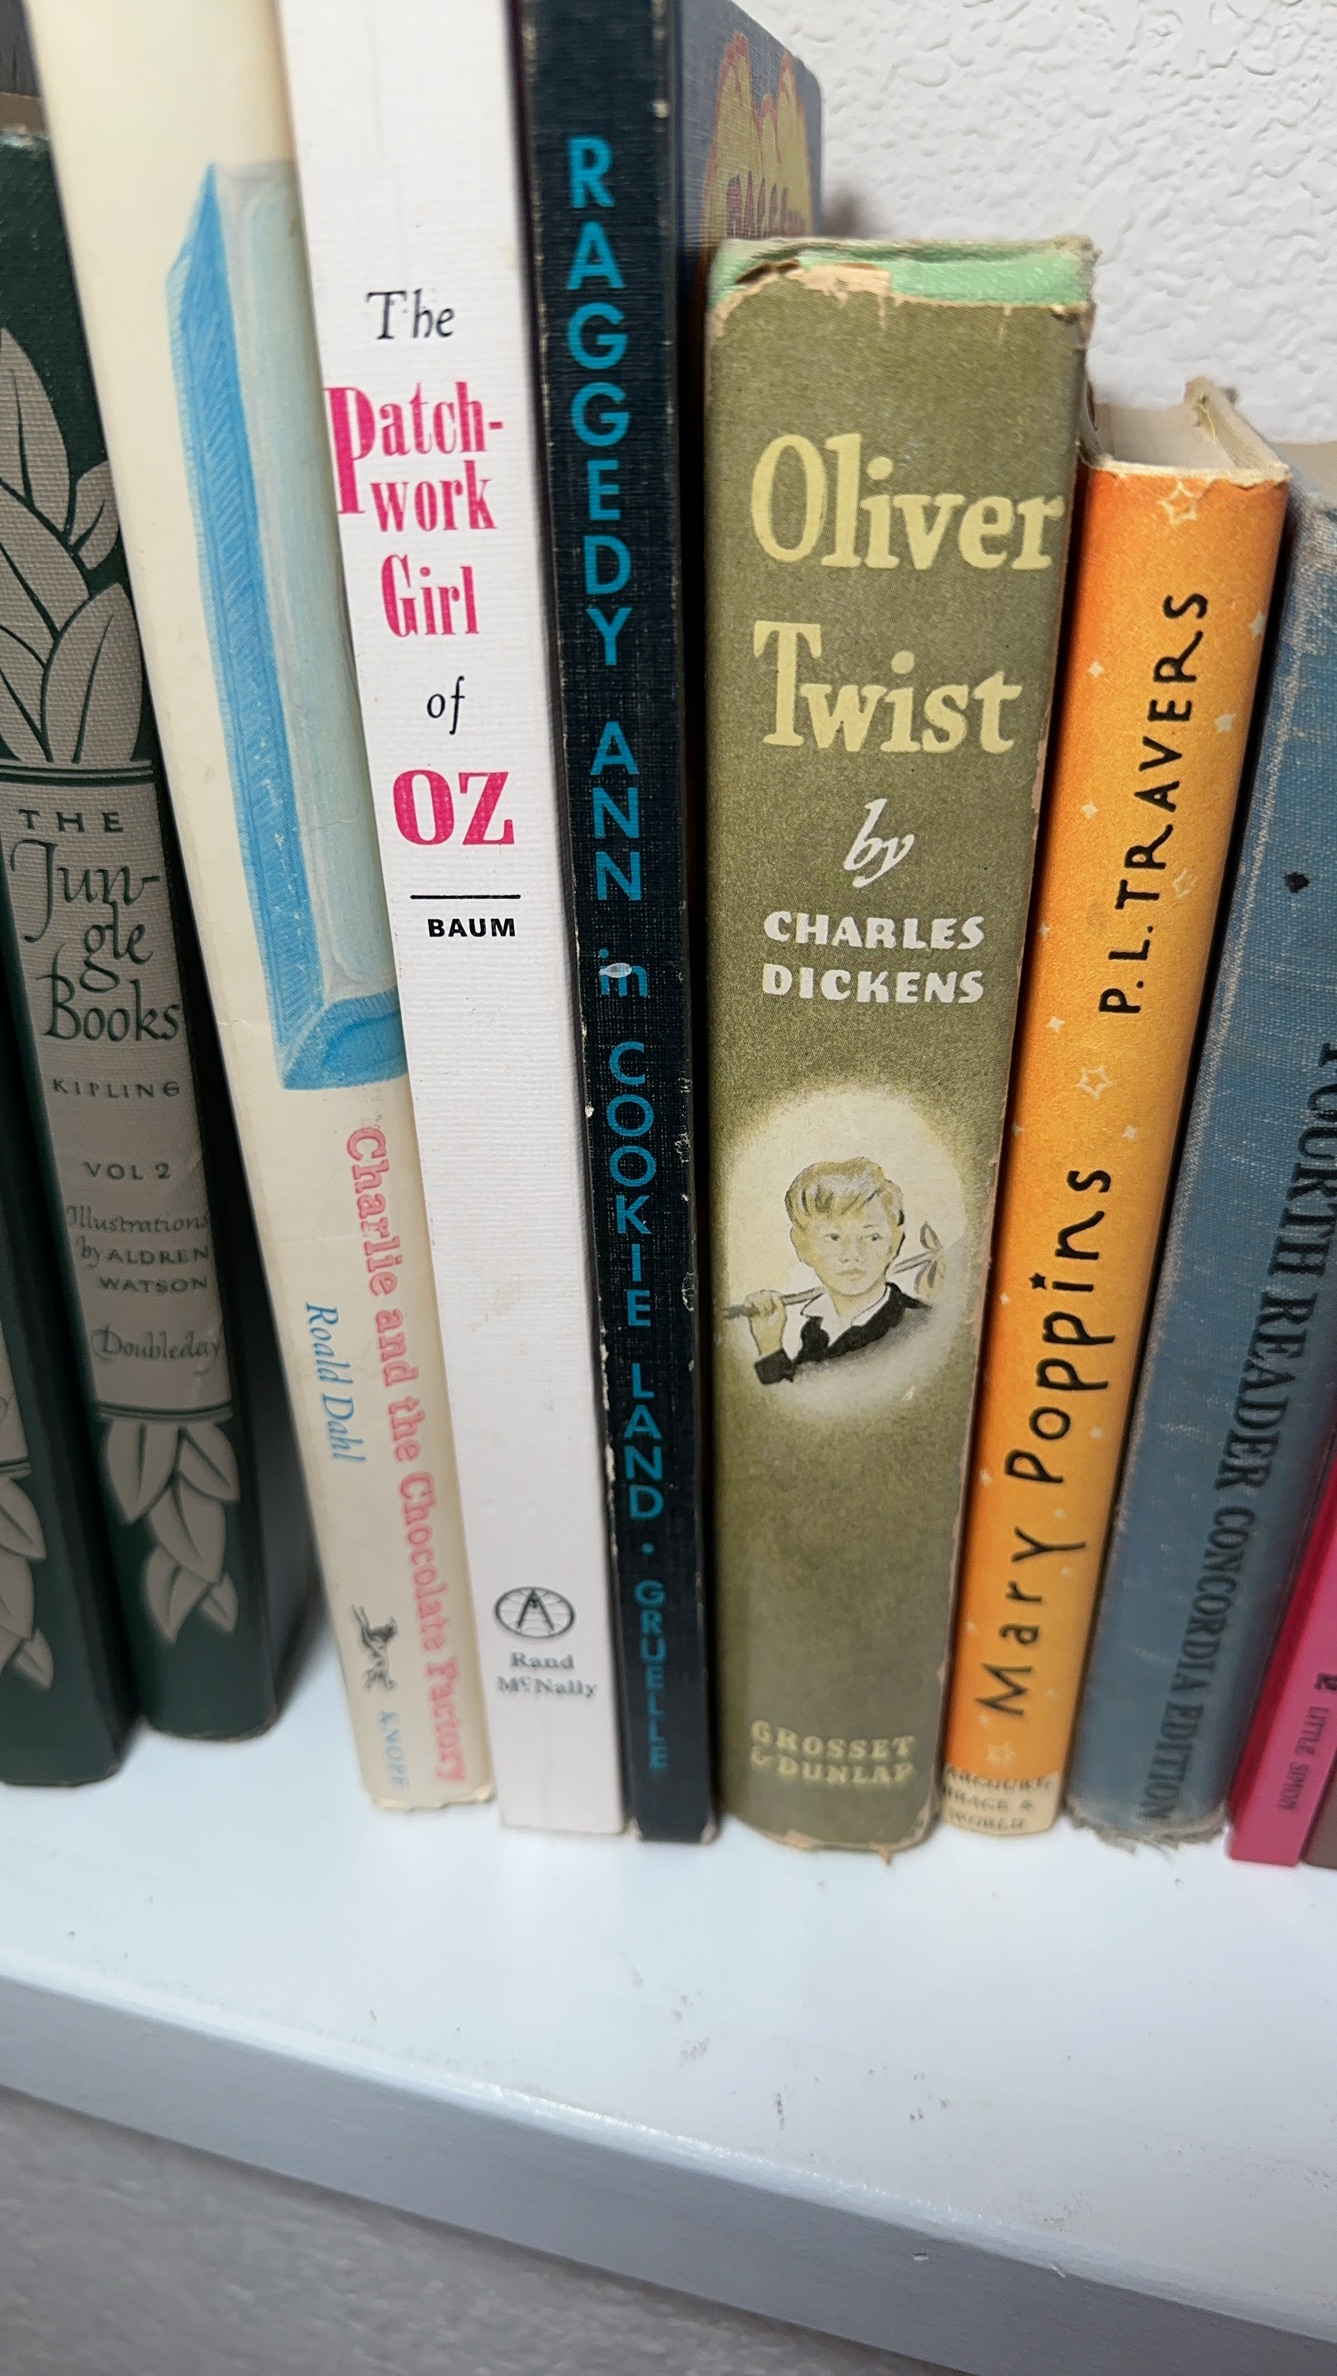 THE
Jun-
gle
Books
KIPLING
VOL 2
Illustrations
by ALDREN
WATSON
Doubleday
Charlie and the Chocolate Factory
Roald Dahl
KNOPF
The
Patch-
work
Girl
of
OZ
BAUM
Rand
McNally
RAGGEDY ANN in COOKIE LAND • GRUELLE
Oliver
Twist
by
CHARLES
DICKENS
GROSSET
& DUNLAP
Mary Poppins P. L. TRAVERS
BRACE &
WORLD
FOURTH READER CONCORDIA EDITION
LITTLE SIMON